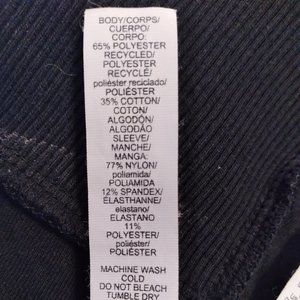 BODY/CORPS/
CUERPO/
CORPO:
65% POLYESTER
RECYCLED/
POLYESTER
RECYCLÉ/
poliéster reciclado/
POLIÉSTER
35% COTTON/
COTON/
ALGODÓN/
ALGODÃO
SLEEVE/
MANCHE/
MANGA:
77% NYLON/
poliamida/
POLIAMIDA
12% SPANDEX/
ÉLASTHANNE/
elastano/
ELASTANO
11%
POLYESTER/
poliéster/
POLIÉSTER
MACHINE WASH
COLD
DO NOT BLEACH
TUMBLE DRY